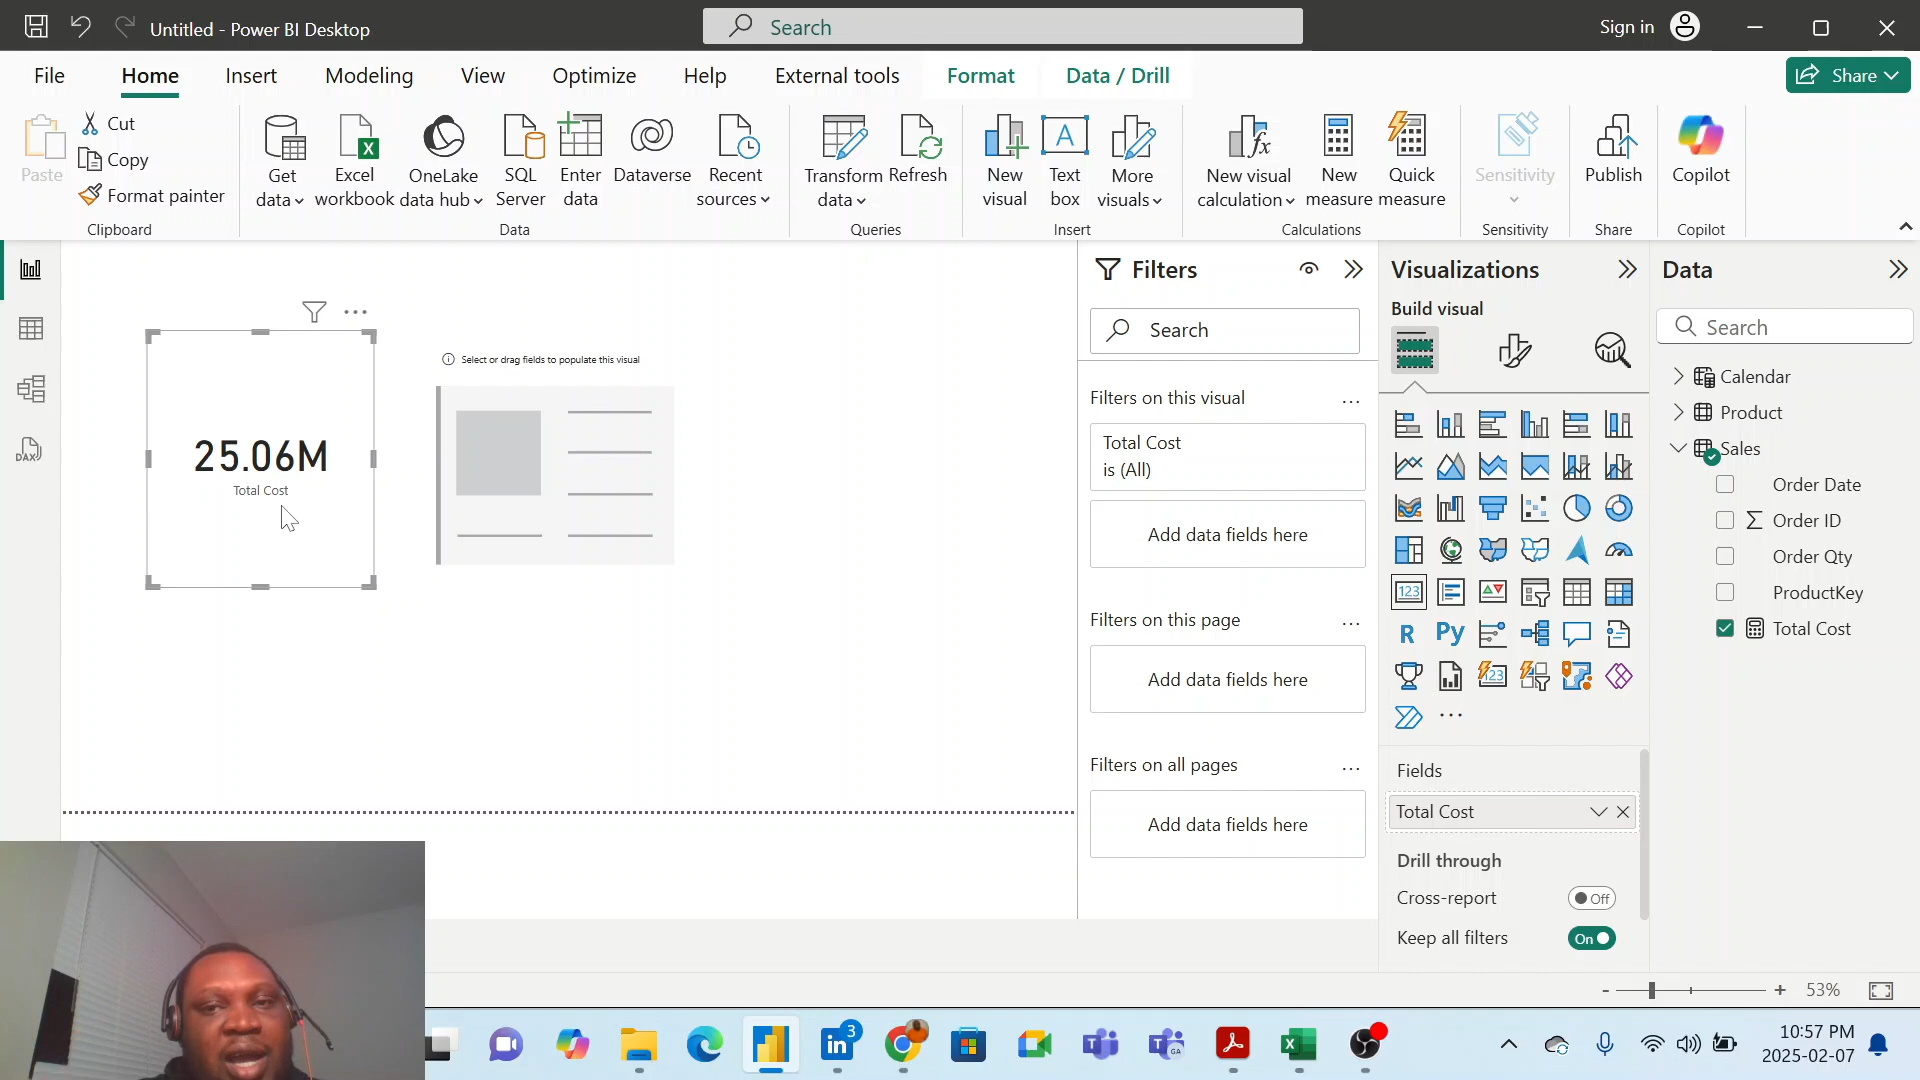 Untitled - Power BI Desktop
Search
Sign in
File
Home
Insert
Modeling
View
Optimize
Help
External tools
Format
Data / Drill
Share
Paste
Cut
Copy
Format painter
Clipboard
Get data
Excel workbook
OneLake data hub
SQL Server
Enter data
Dataverse
Recent sources
Data
Transform data
Refresh
Queries
New visual
A
Text box
More visuals
Insert
New visual calculation
New measure
Quick measure
Calculations
Sensitivity
Sensitivity
Publish
Share
Copilot
Copilot
DAX
25.06M
Total Cost
Select or drag fields to populate this visual
Filters
Search
Filters on this visual
Total Cost
is (All)
Add data fields here
Filters on this page
Add data fields here
Filters on all pages
Add data fields here
Visualizations
Build visual
123
R
Py
123
Fields
Total Cost
Drill through
Cross-report
Off
Keep all filters
On
Data
Search
Calendar
Product
Sales
Order Date
Order ID
Order Qty
ProductKey
Total Cost
53%
3
10:57 PM
2025-02-07